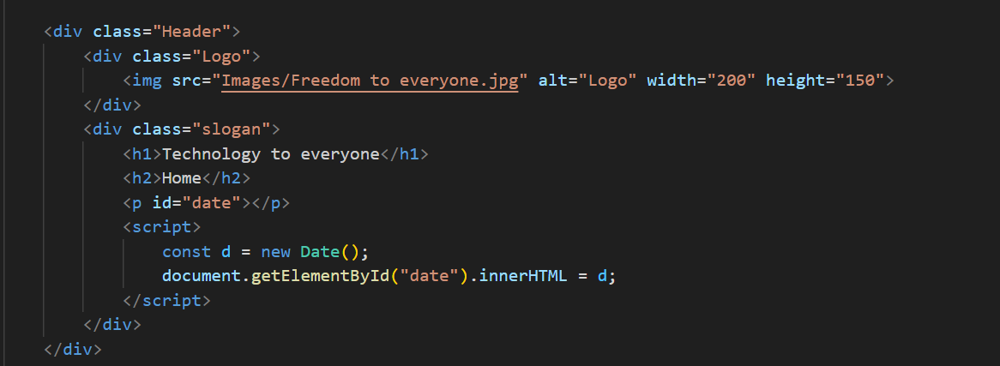 <div class="Header">
    <div class="Logo">
        <img src="Images/Freedom to everyone.jpg" alt="Logo" width="200" height="150">
    </div>
    <div class="slogan">
        <h1>Technology to everyone</h1>
        <h2>Home</h2>
        <p id="date"></p>
        <script>
            const d = new Date();
            document.getElementById("date").innerHTML = d;
        </script>
    </div>
</div>